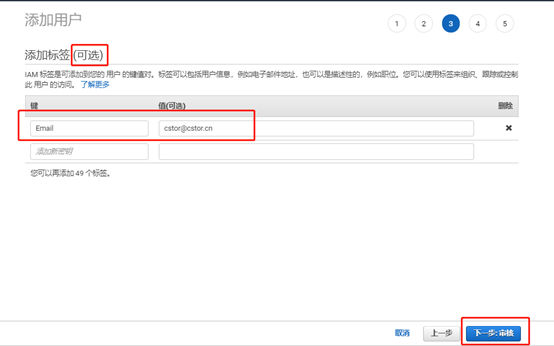 添加用户
1 2 3 4 5
添加标签 (可选)
IAM 标签是可添加到您的 用户 的键值对。标签可以包括用户信息，例如电子邮件地址，也可以是描述性的，例如职位。您可以使用标签来组织、跟踪或控制
此 用户 的访问。 了解更多
键 值(可选) 删除
Email cstor@cstor.cn
添加新密钥
您可以再添加 49 个标签。
取消 上一步 下一步: 审核